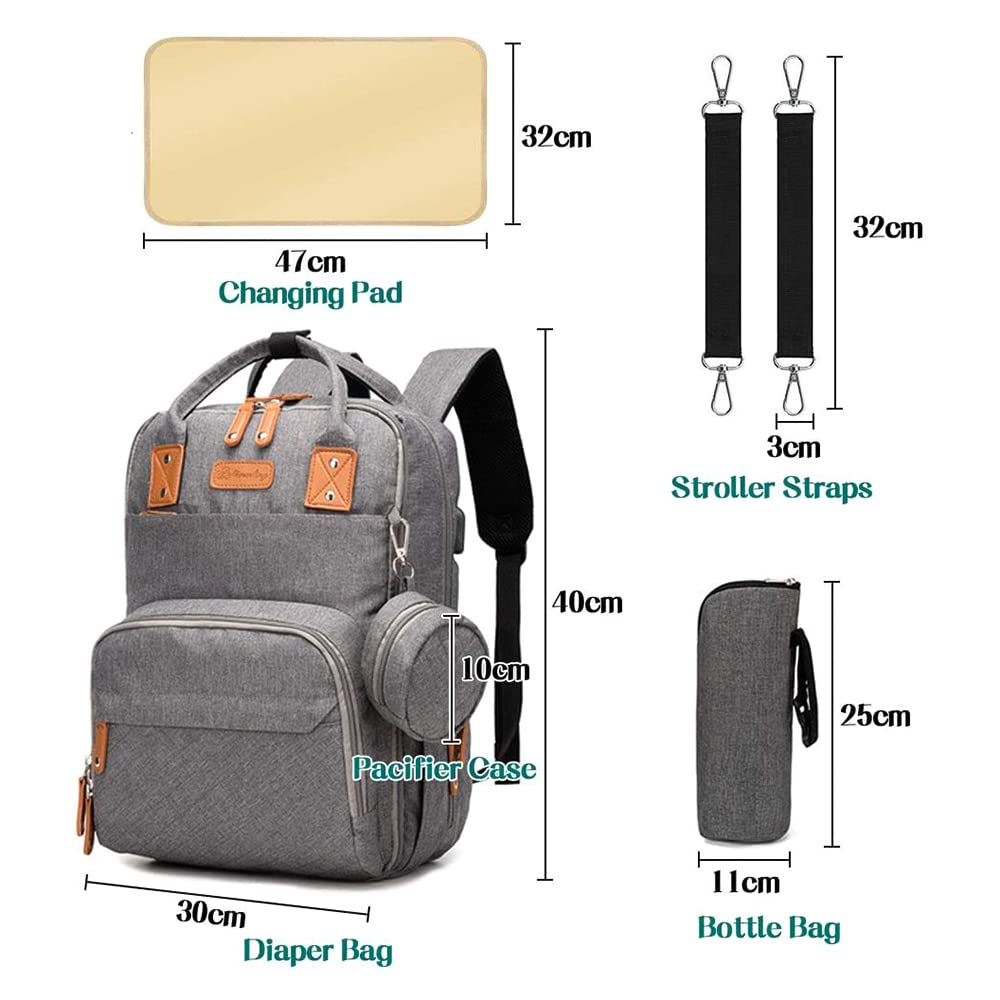 32cm
47cm
Changing Pad
32cm
3cm
Stroller Straps
40cm
10cm
Pacifier Case
30cm
Diaper Bag
25cm
11cm
Bottle Bag